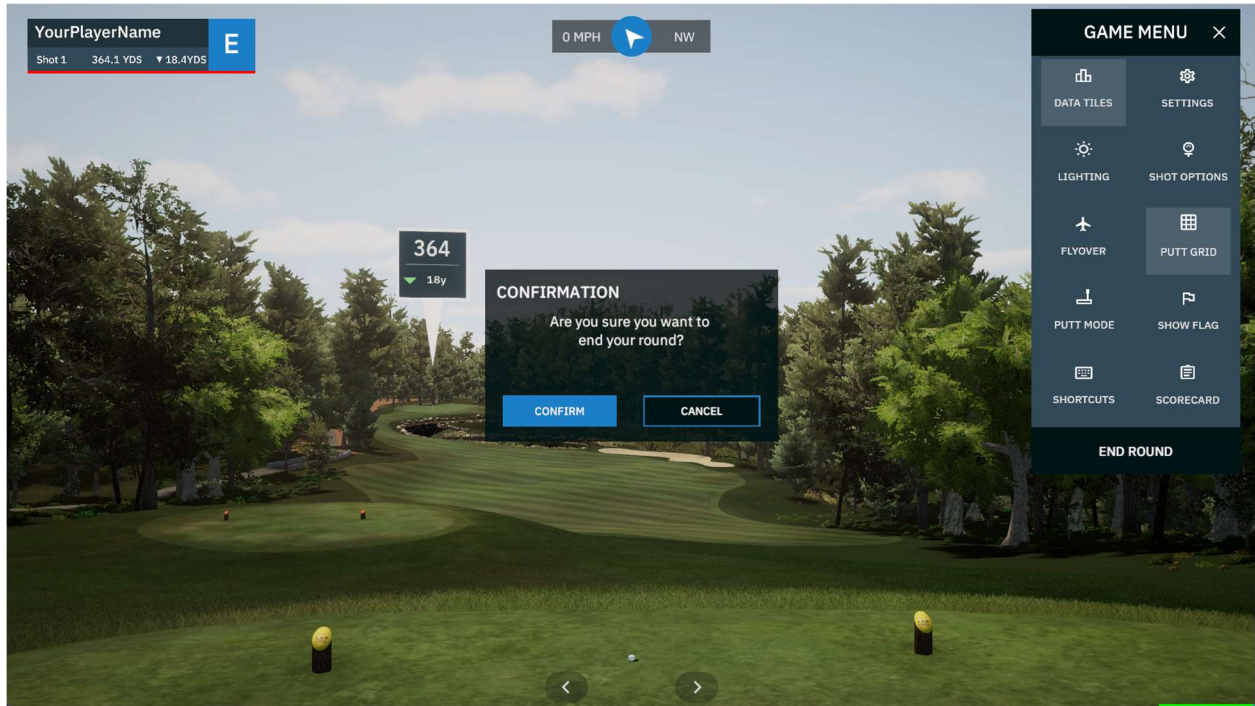 YourPlayerName
E
Shot 1 364.1 YDS ▼18.4YDS
0 MPH NW
GAME MENU ×
DATA TILES SETTINGS
LIGHTING SHOT OPTIONS
FLYOVER PUTT GRID
PUTT MODE SHOW FLAG
SHORTCUTS SCORECARD
END ROUND
364
▼ 18y
CONFIRMATION
Are you sure you want to
end your round?
CONFIRM CANCEL